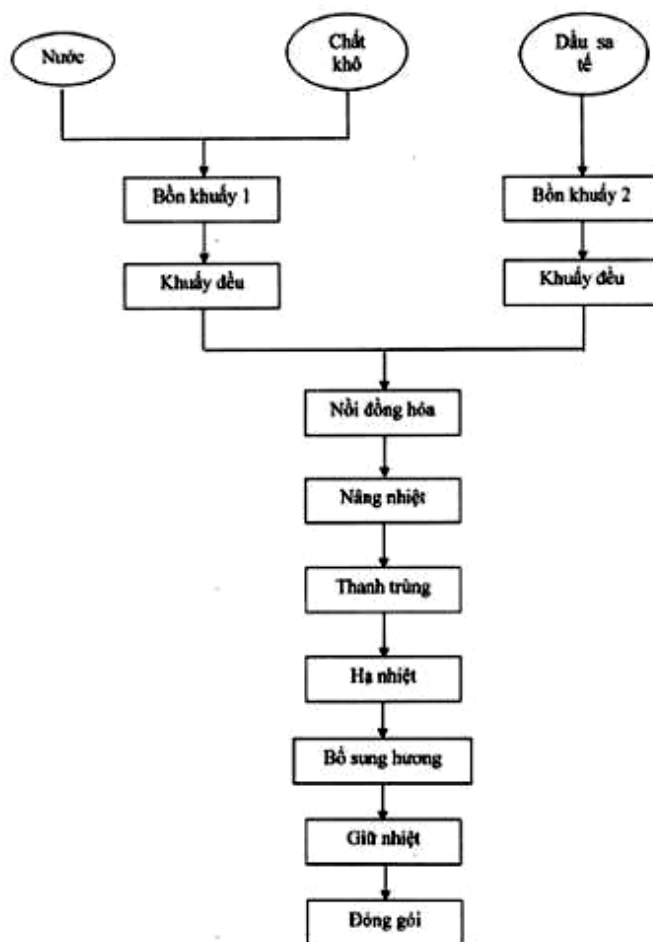 Nước
Chất
khô
Dầu sa
tế
Bồn khuấy 1
Bồn khuấy 2
Khuấy đều
Khuấy đều
Nồi đồng hóa
Nâng nhiệt
Thanh trùng
Hạ nhiệt
Bổ sung hương
Giữ nhiệt
Đóng gói